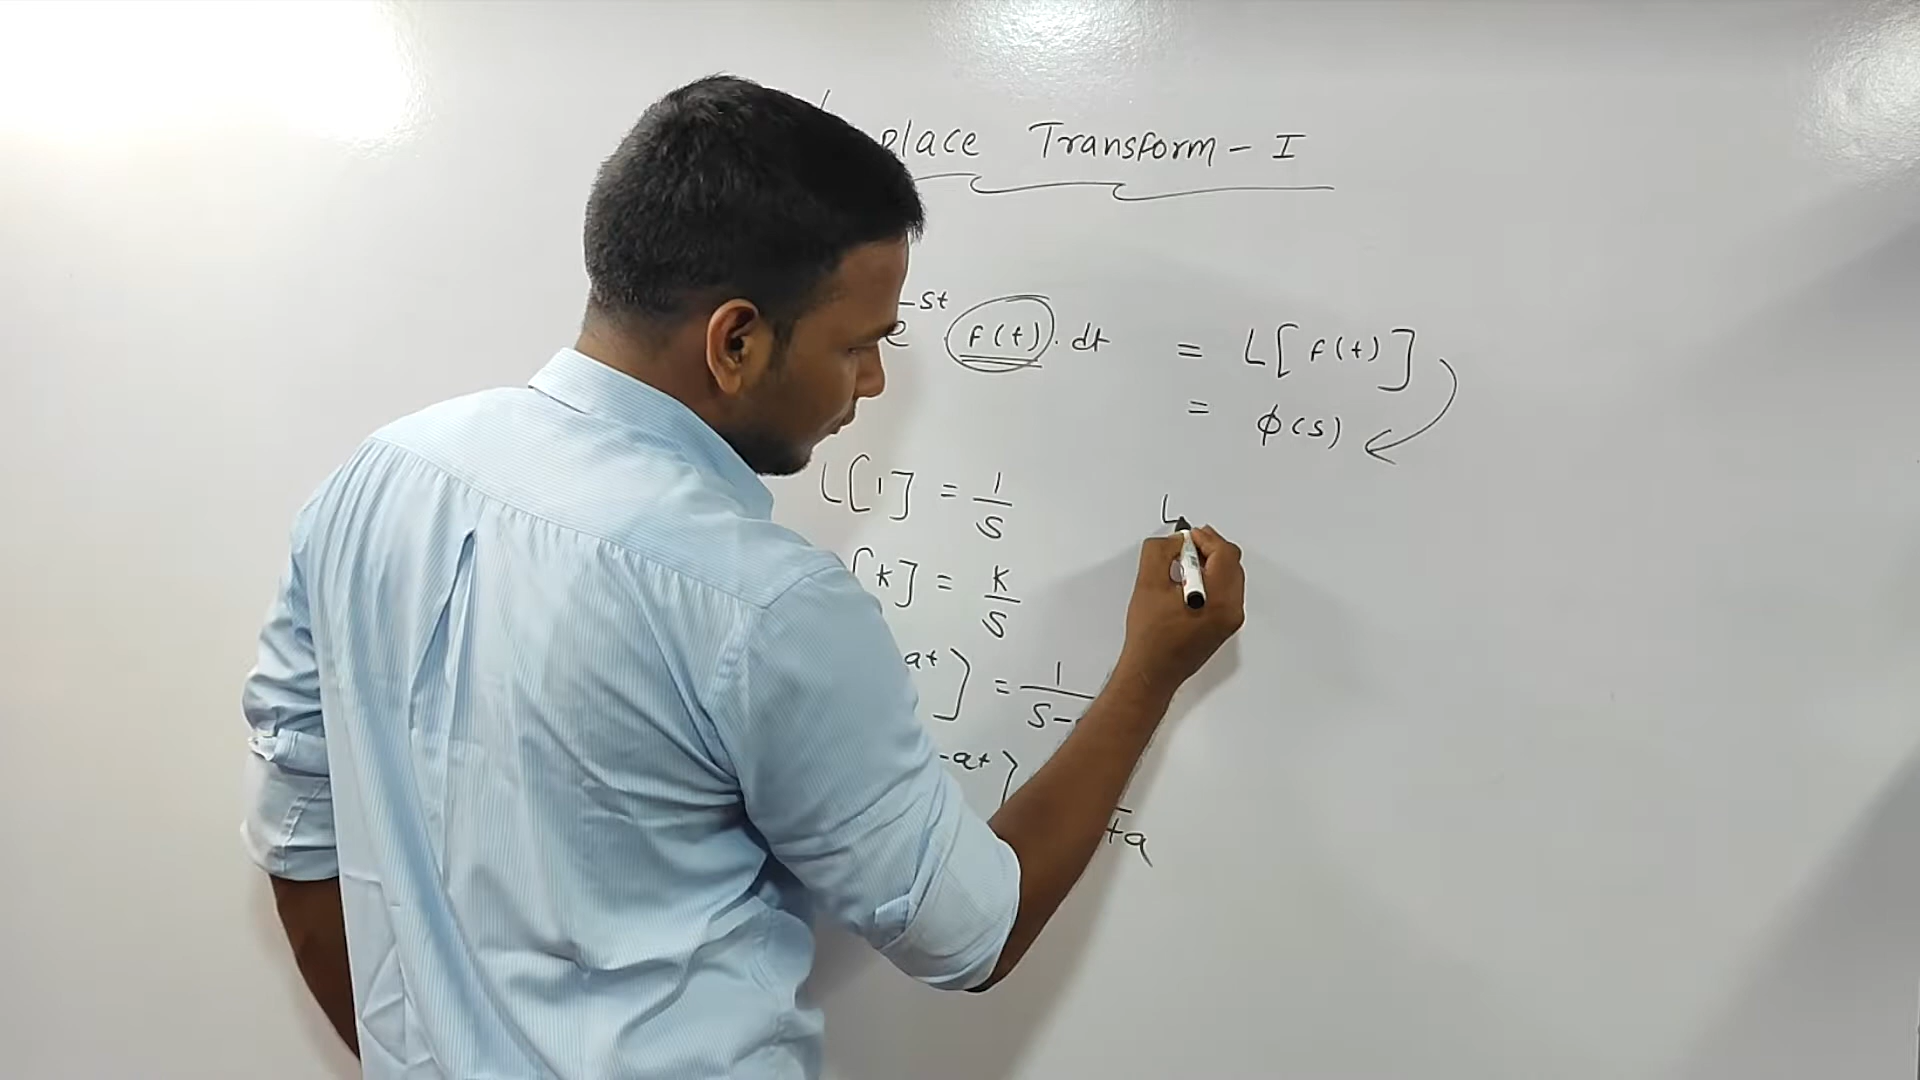 place Transform - I
e^-st f(t). dt = L[f(t)]
= φ(s)
L[1] = 1/s
[k] = k/s
at] = 1/s-
-at]
+a
L